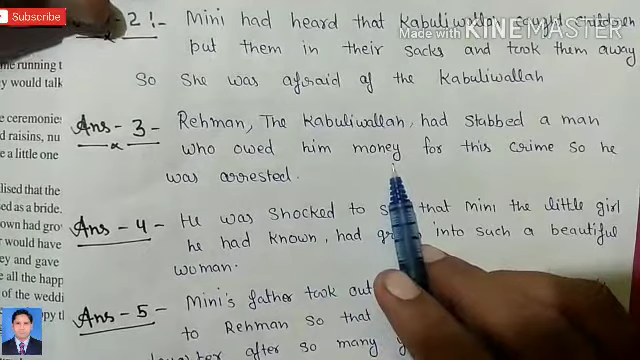 Subscribe
Made with KINEMASTER
-2!- Mini had heard that Kabuliwallah children
put them in their sacks and took them away
So she was afraid of the Kabuliwallah
Ans-3- Rehman, The Kabuliwallah, had stabbed a man
who owed him money for this crime so he
was arrested.
Ans-4- He was shocked to that Mini the little girl
he had known, had into such a beautiful
woman.
Ans-5- Mini's father took out
to Rehman so that
after so many
running t
y would talk
ceremonie
d raisins, nu
e a little one
lised that the
sed as a bride.
own had gro
r would have
ey and gave
e all the happ
of the weddi